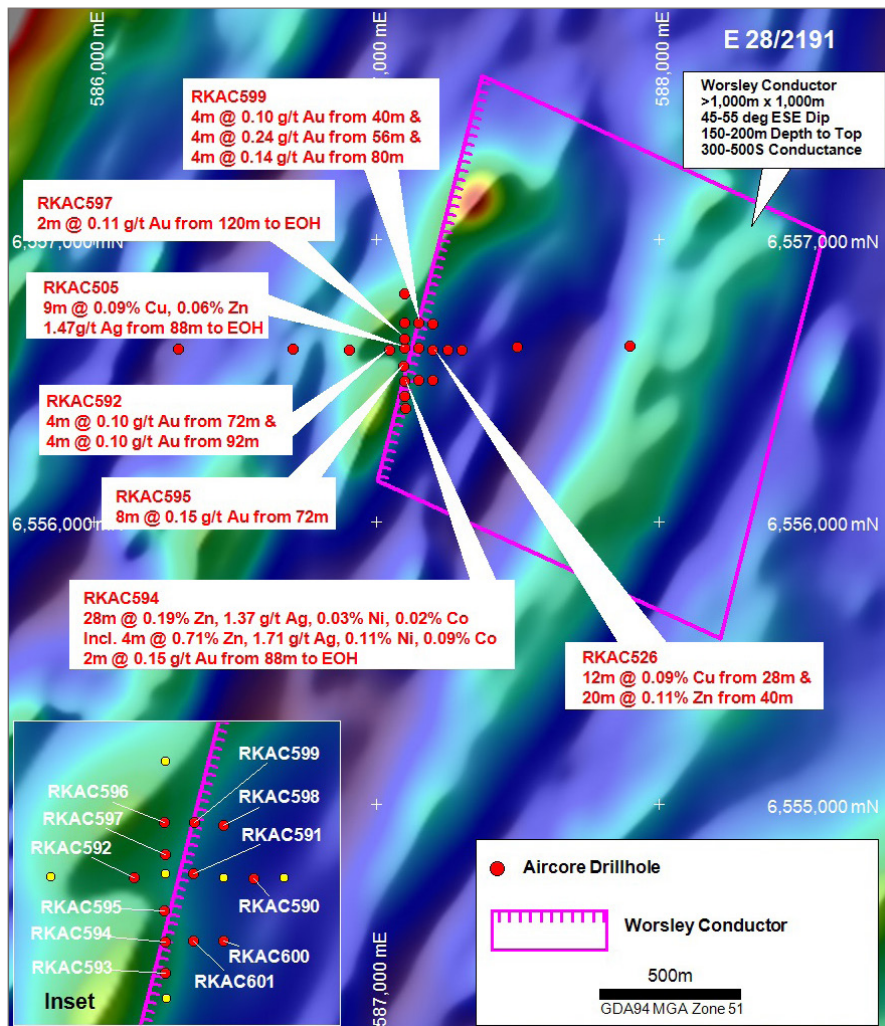 586,000 mE
7,000 mE
588,000 mE
E 28/2191
Worsley Conductor
>1,000m x 1,000m
45-55 deg ESE Dip
150-200m Depth to Top
300-500S Conductance
RKAC599
4m @ 0.10 g/t Au from 40m &
4m @ 0.24 g/t Au from 56m &
4m @ 0.14 g/t Au from 80m
RKAC597
2m @ 0.11 g/t Au from 120m to EOH
6,557,000 mN
6,557,000 mN
RKAC505
9m @ 0.09% Cu, 0.06% Zn
1.47g/t Ag from 88m to EOH
RKAC592
4m @ 0.10 g/t Au from 72m &
4m @ 0.10 g/t Au from 92m
RKAC595
8m @ 0.15 g/t Au from 72m
6,556,000 mN
6,556,000 mN
RKAC594
28m @ 0.19% Zn, 1.37 g/t Ag, 0.03% Ni, 0.02% Co
Incl. 4m @ 0.71% Zn, 1.71 g/t Ag, 0.11% Ni, 0.09% Co
2m @ 0.15 g/t Au from 88m to EOH
RKAC526
12m @ 0.09% Cu from 28m &
20m @ 0.11% Zn from 40m
RKAC599
RKAC596
RKAC598
RKAC597
RKAC591
RKAC592
RKAC590
RKAC595
RKAC594
RKAC600
RKAC593
RKAC601
Inset
6,555,000 mN
587,000 mE
Aircore Drillhole
Worsley Conductor
500m
GDA94 MGA Zone 51